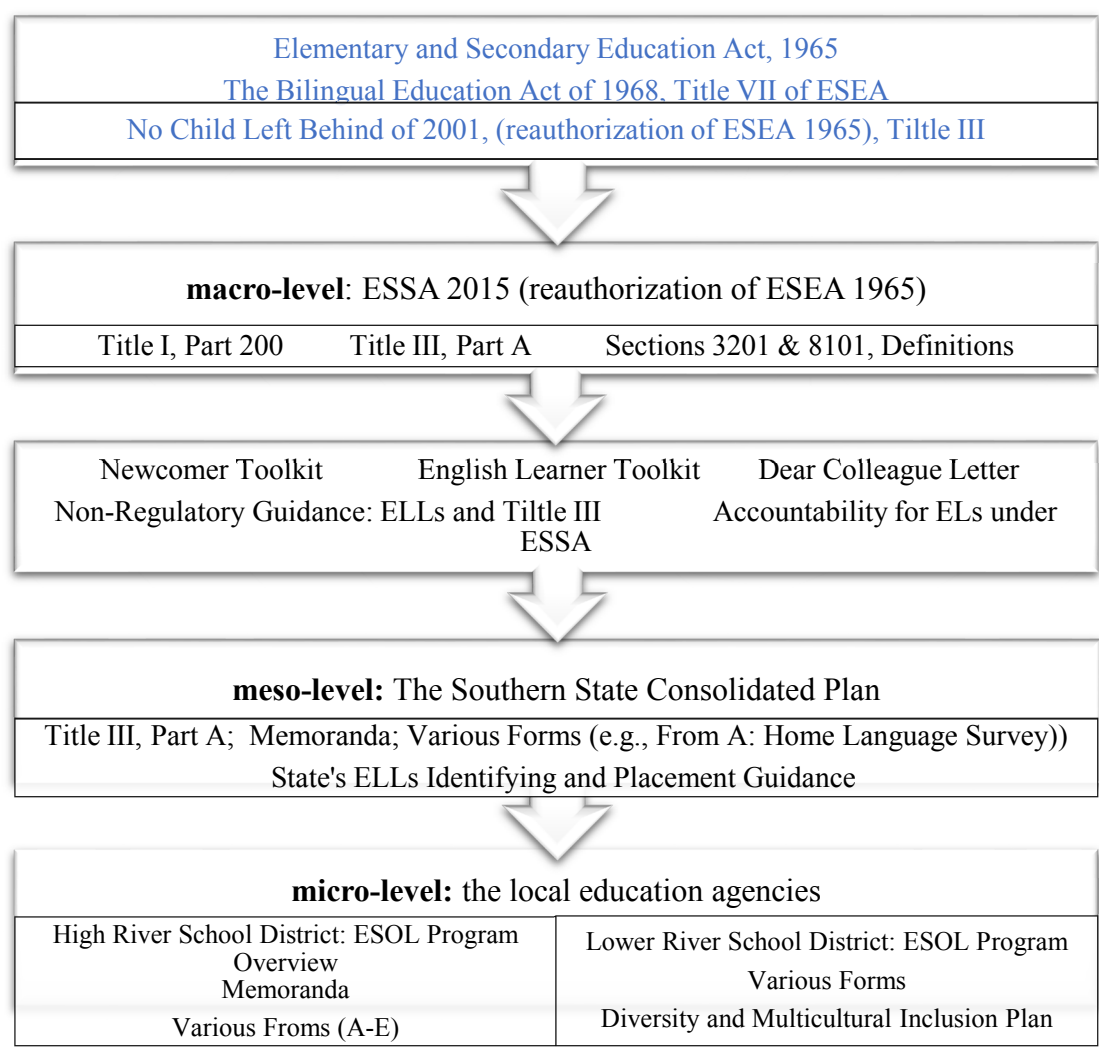 Elementary and Secondary Education Act, 1965
The Bilingual Education Act of 1968, Title VII of ESEA
No Child Left Behind of 2001, (reauthorization of ESEA 1965), Tiltle III
macro-level: ESSA 2015 (reauthorization of ESEA 1965)
Title I, Part 200 Title III, Part A Sections 3201 & 8101, Definitions
Newcomer Toolkit English Learner Toolkit Dear Colleague Letter
Non-Regulatory Guidance: ELLs and Tiltle III Accountability for ELs under
ESSA
meso-level: The Southern State Consolidated Plan
Title III, Part A; Memoranda; Various Forms (e.g., From A: Home Language Survey))
State's ELLs Identifying and Placement Guidance
micro-level: the local education agencies
High River School District: ESOL Program
Overview
Memoranda
Various Froms (A-E)
Lower River School District: ESOL Program
Various Forms
Diversity and Multicultural Inclusion Plan